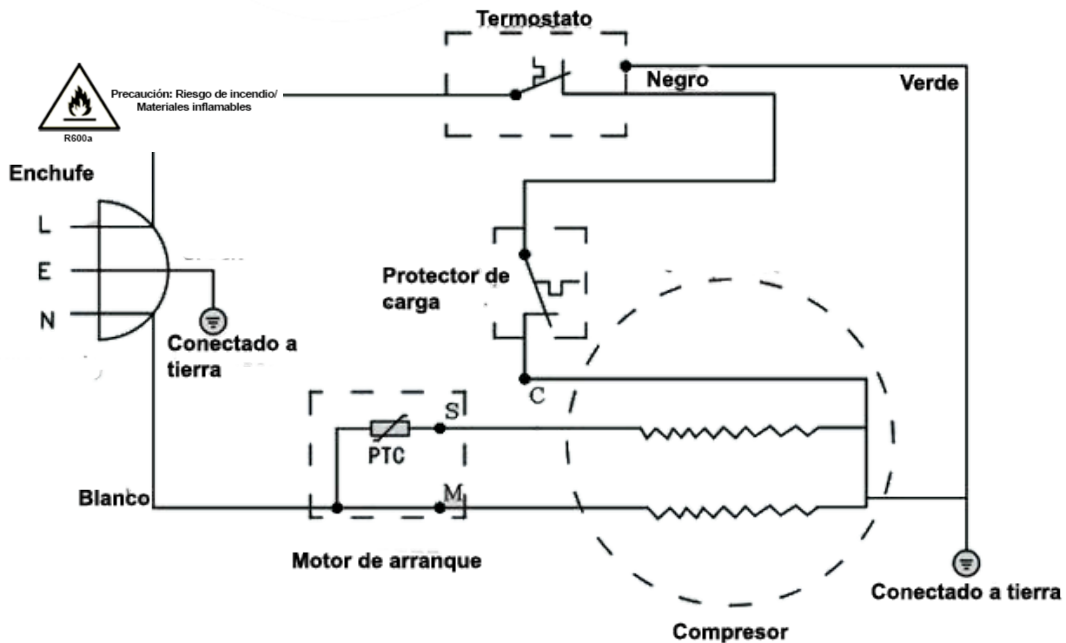 Termostato
Precaución: Riesgo de incendio/
Materiales inflamables
R600a
Negro
Verde
Enchufe
L
E
N
Conectado a
tierra
Protector de
carga
C
S
PTC
M
Blanco
Motor de arranque
Conectado a tierra
Compresor